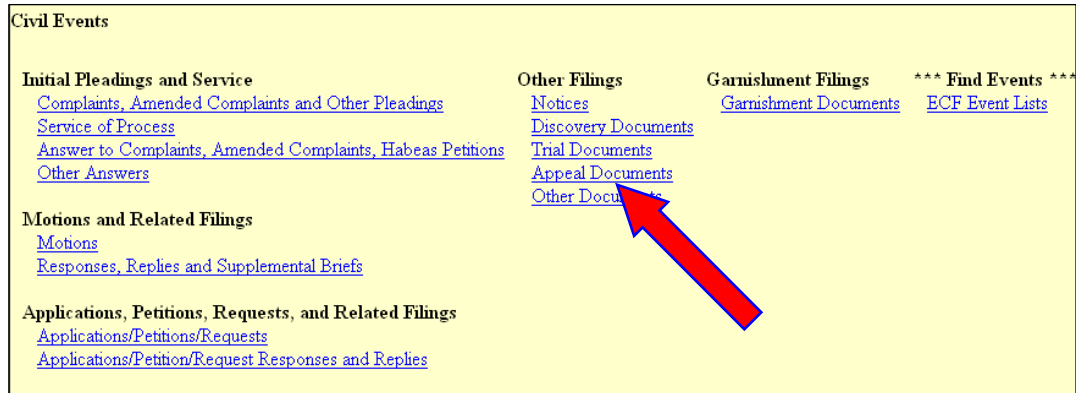 Civil Events
Initial Pleadings and Service
Complaints, Amended Complaints and Other Pleadings
Service of Process
Answer to Complaints, Amended Complaints, Habeas Petitions
Other Answers
Motions and Related Filings
Motions
Responses, Replies and Supplemental Briefs
Applications, Petitions, Requests, and Related Filings
Applications/Petitions/Requests
Applications/Petition/Request Responses and Replies
Other Filings
Notices
Discovery Documents
Trial Documents
Appeal Documents
Other Documents
Garnishment Filings
Garnishment Documents
*** Find Events ***
ECF Event Lists